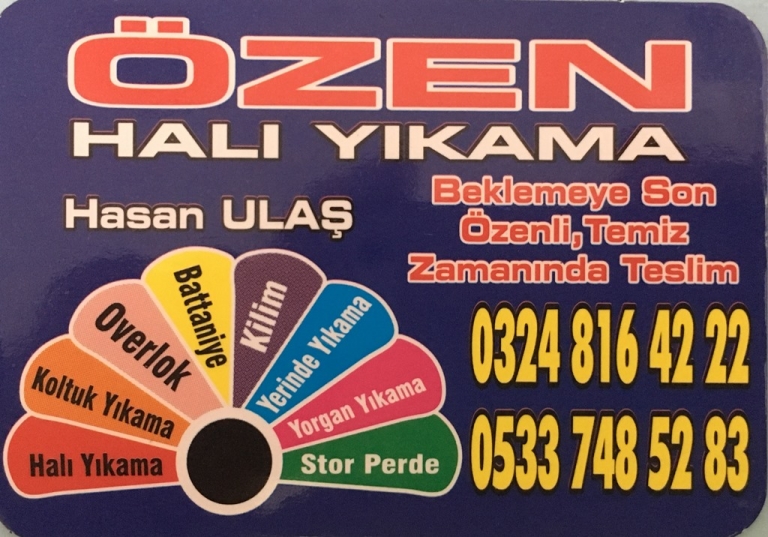 ÖZEN
HALI YIKAMA
Hasan ULAŞ
Beklemeye Son
Özenli, Temiz
Zamanında Teslim
0324 816 42 22
0533 748 52 83
Halı Yıkama
Koltuk Yıkama
Overlok
Battaniye
Kilim
Yerinde Yıkama
Yorgan Yıkama
Stor Perde